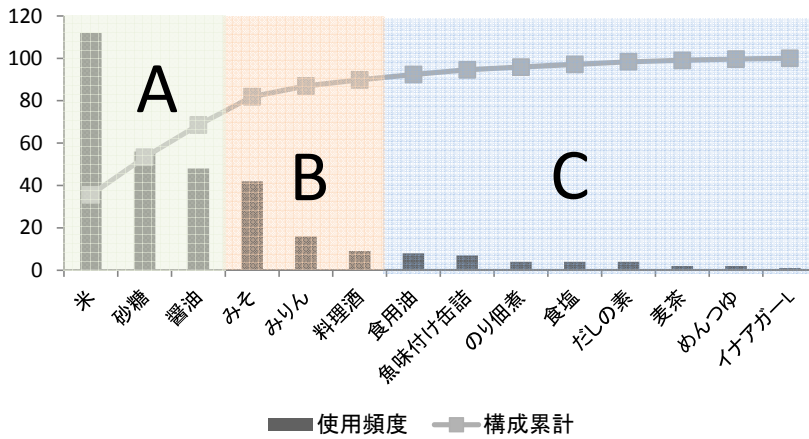 120
100
80
60
40
20
0
A
B
C
米
砂糖
醤油
みそ
みりん
料理酒
食用油
魚味付け缶詰
のり佃煮
食塩
だしの素
麦茶
めんつゆ
イナアガーL
使用頻度 構成累計